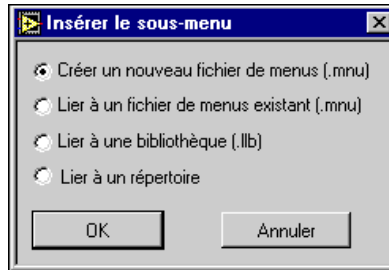 Insérer le sous-menu
Créer un nouveau fichier de menus (.mnu)
Lier à un fichier de menus existant (.mnu)
Lier à une bibliothèque (.llb)
Lier à un répertoire
OK Annuler